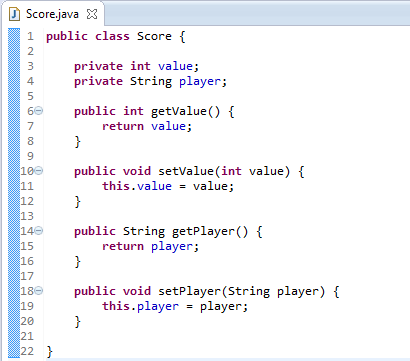 Score.java
1 public class Score {
2
3     private int value;
4     private String player;
5
6     public int getValue() {
7         return value;
8     }
9
10     public void setValue(int value) {
11         this.value = value;
12     }
13
14     public String getPlayer() {
15         return player;
16     }
17
18     public void setPlayer(String player) {
19         this.player = player;
20     }
21
22 }